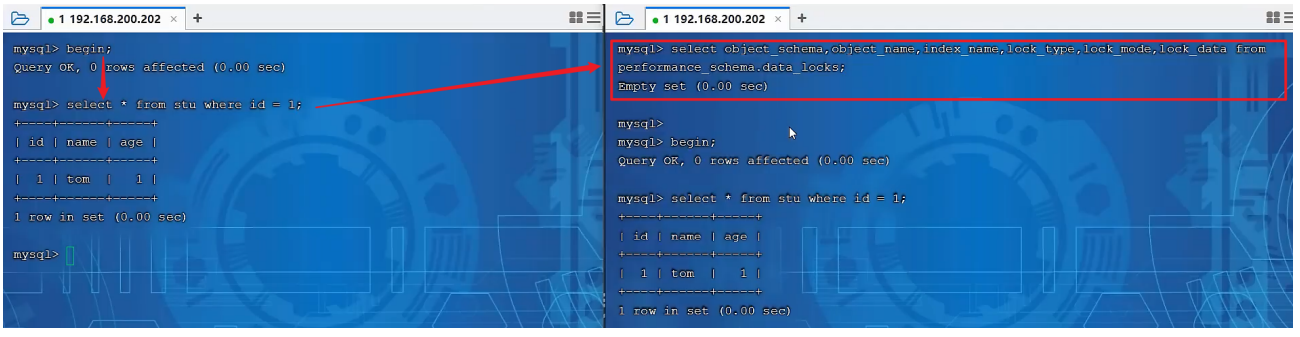 1 192.168.200.202 × +
mysql> begin;
Query OK, 0 rows affected (0.00 sec)
mysql> select * from stu where id = 1;
+----+------+-----+
| id | name | age |
+----+------+-----+
| 1 | tom | 1 |
+----+------+-----+
1 row in set (0.00 sec)
mysql>
1 192.168.200.202 × +
mysql> select object_schema,object_name,index_name,lock_type,lock_mode,lock_data from
performance_schema.data_locks;
Empty set (0.00 sec)
mysql>
mysql> begin;
Query OK, 0 rows affected (0.00 sec)
mysql> select * from stu where id = 1;
+----+------+-----+
| id | name | age |
+----+------+-----+
| 1 | tom | 1 |
+----+------+-----+
1 row in set (0.00 sec)